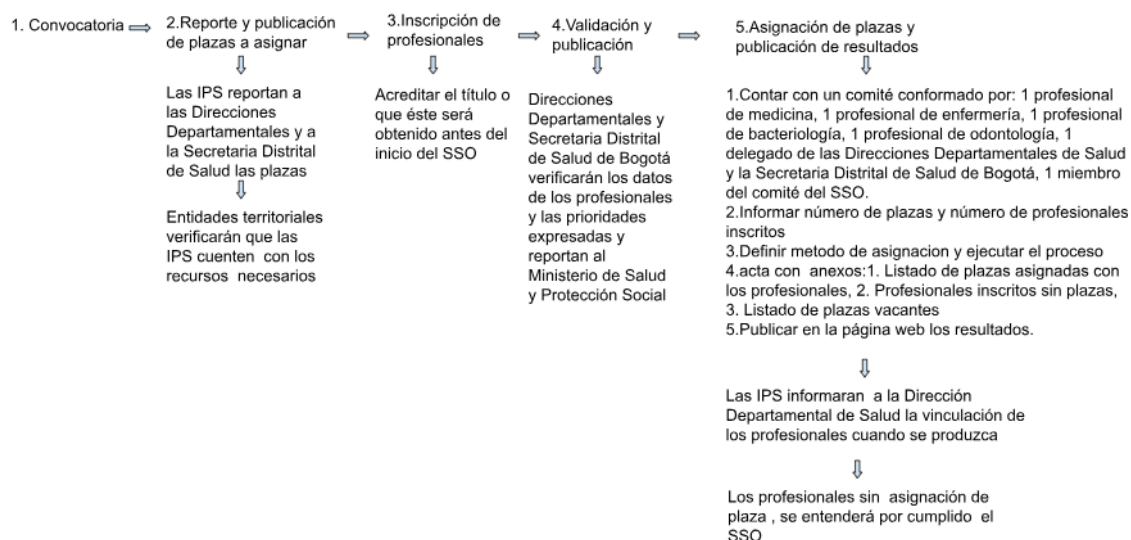 1. Convocatoria
2.Reporte y publicación
de plazas a asignar
Las IPS reportan a
las Direcciones
Departamentales y a
la Secretaria Distrital
de Salud las plazas
Entidades territoriales
verificarán que las
IPS cuenten con los
recursos necesarios
3.Inscripción de
profesionales
Acreditar el título o
que éste será
obtenido antes del
inicio del SSO
4.Validación y
publicación
Direcciones
Departamentales y
Secretaria Distrital
de Salud de Bogotá
verificarán los datos
de los profesionales
y las prioridades
expresadas y
reportan al
Ministerio de Salud
y Protección Social
5.Asignación de plazas y
publicación de resultados
1.Contar con un comité conformado por: 1 profesional
de medicina, 1 profesional de enfermería, 1 profesional
de bacteriología, 1 profesional de odontología, 1
delegado de las Direcciones Departamentales de Salud
y la Secretaria Distrital de Salud de Bogotá, 1 miembro
del comité del SSO.
2.Informar número de plazas y número de profesionales
inscritos
3.Definir metodo de asignacion y ejecutar el proceso
4.acta con anexos:1. Listado de plazas asignadas con
los profesionales, 2. Profesionales inscritos sin plazas,
3. Listado de plazas vacantes
5.Publicar en la página web los resultados.
Las IPS informaran a la Dirección
Departamental de Salud la vinculación de
los profesionales cuando se produzca
Los profesionales sin asignación de
plaza , se entenderá por cumplido el
SSO